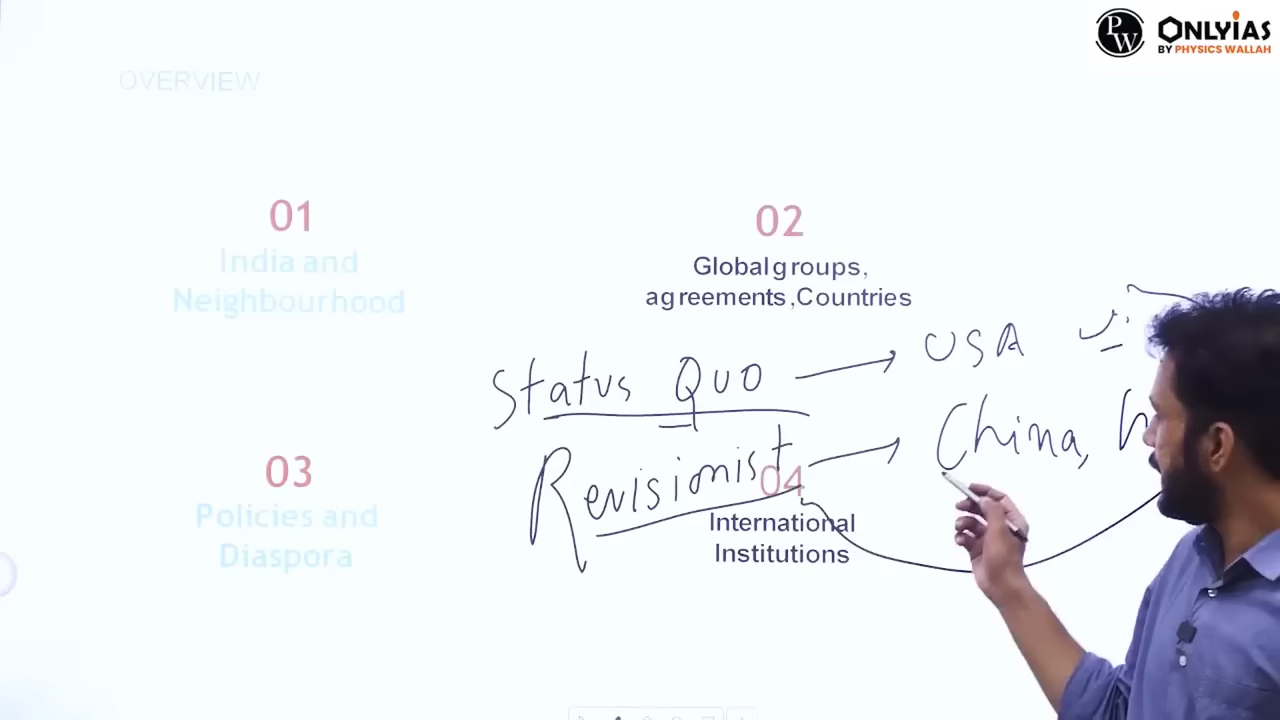 PW ONLYIAS
BY PHYSICS WALLAH
OVERVIEW
01
India and
Neighbourhood
02
Global groups,
agreements, Countries
Status Quo → USA
Revisionist → China,
03
Policies and
Diaspora
04
International
Institutions